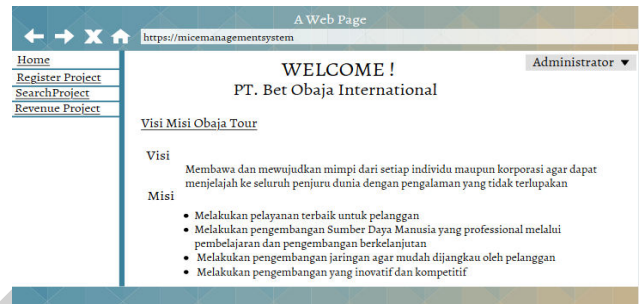 A Web Page
https://micemanagementsystem
Home
Register Project
SearchProject
Revenue Project
Administrator ▼
WELCOME !
PT. Bet Obaja International
Visi Misi Obaja Tour
Visi
Membawa dan mewujudkan mimpi dari setiap individu maupun korporasi agar dapat
menjelajah ke seluruh penjuru dunia dengan pengalaman yang tidak terlupakan
Misi
• Melakukan pelayanan terbaik untuk pelanggan
• Melakukan pengembangan Sumber Daya Manusia yang professional melalui
pembelajaran dan pengembangan berkelanjutan
• Melakukan pengembangan jaringan agar mudah dijangkau oleh pelanggan
• Melakukan pengembangan yang inovatif dan kompetitif